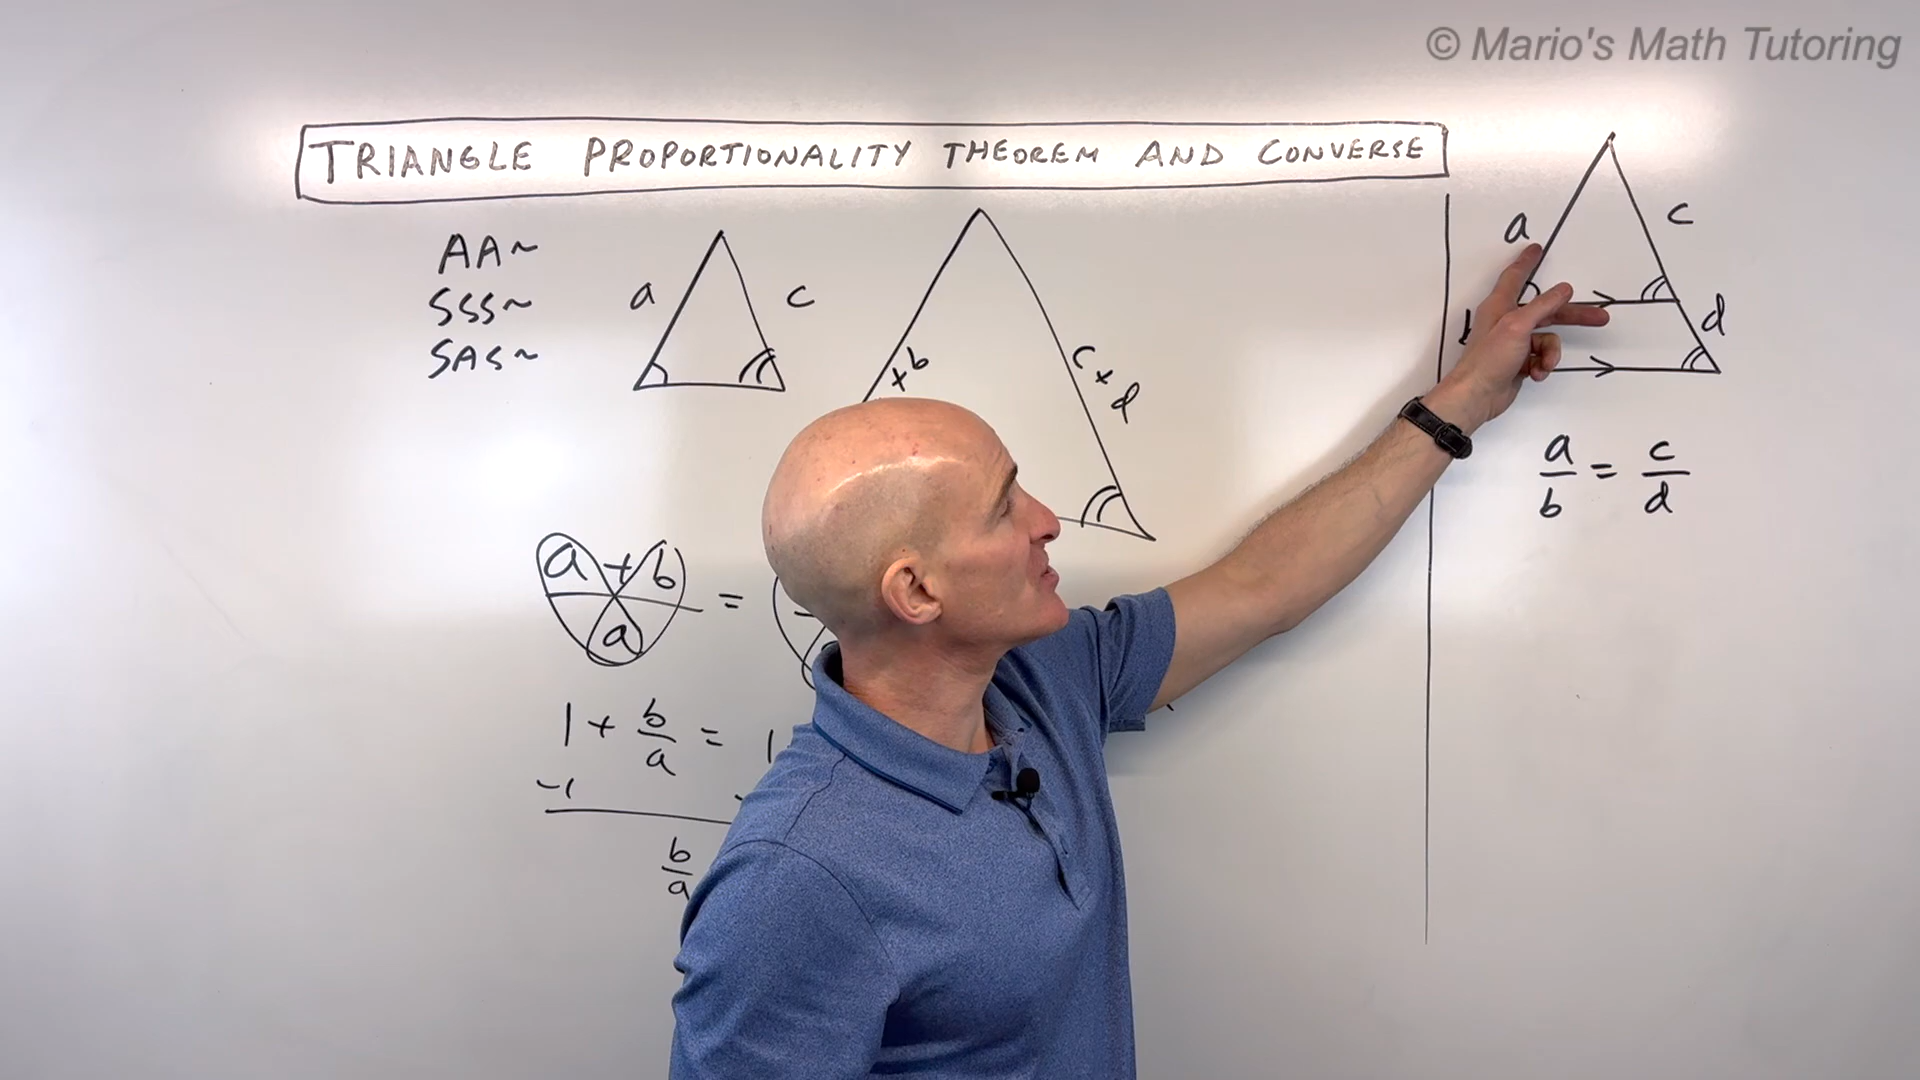 © Mario's Math Tutoring
TRIANGLE PROPORTIONALITY THEOREM AND CONVERSE
AA~
SSS~
SAS~
a
c
+ b
c + d
a
c
d
a/b = c/d
a + b / a =
1 + b/a = 1
-1
b/a